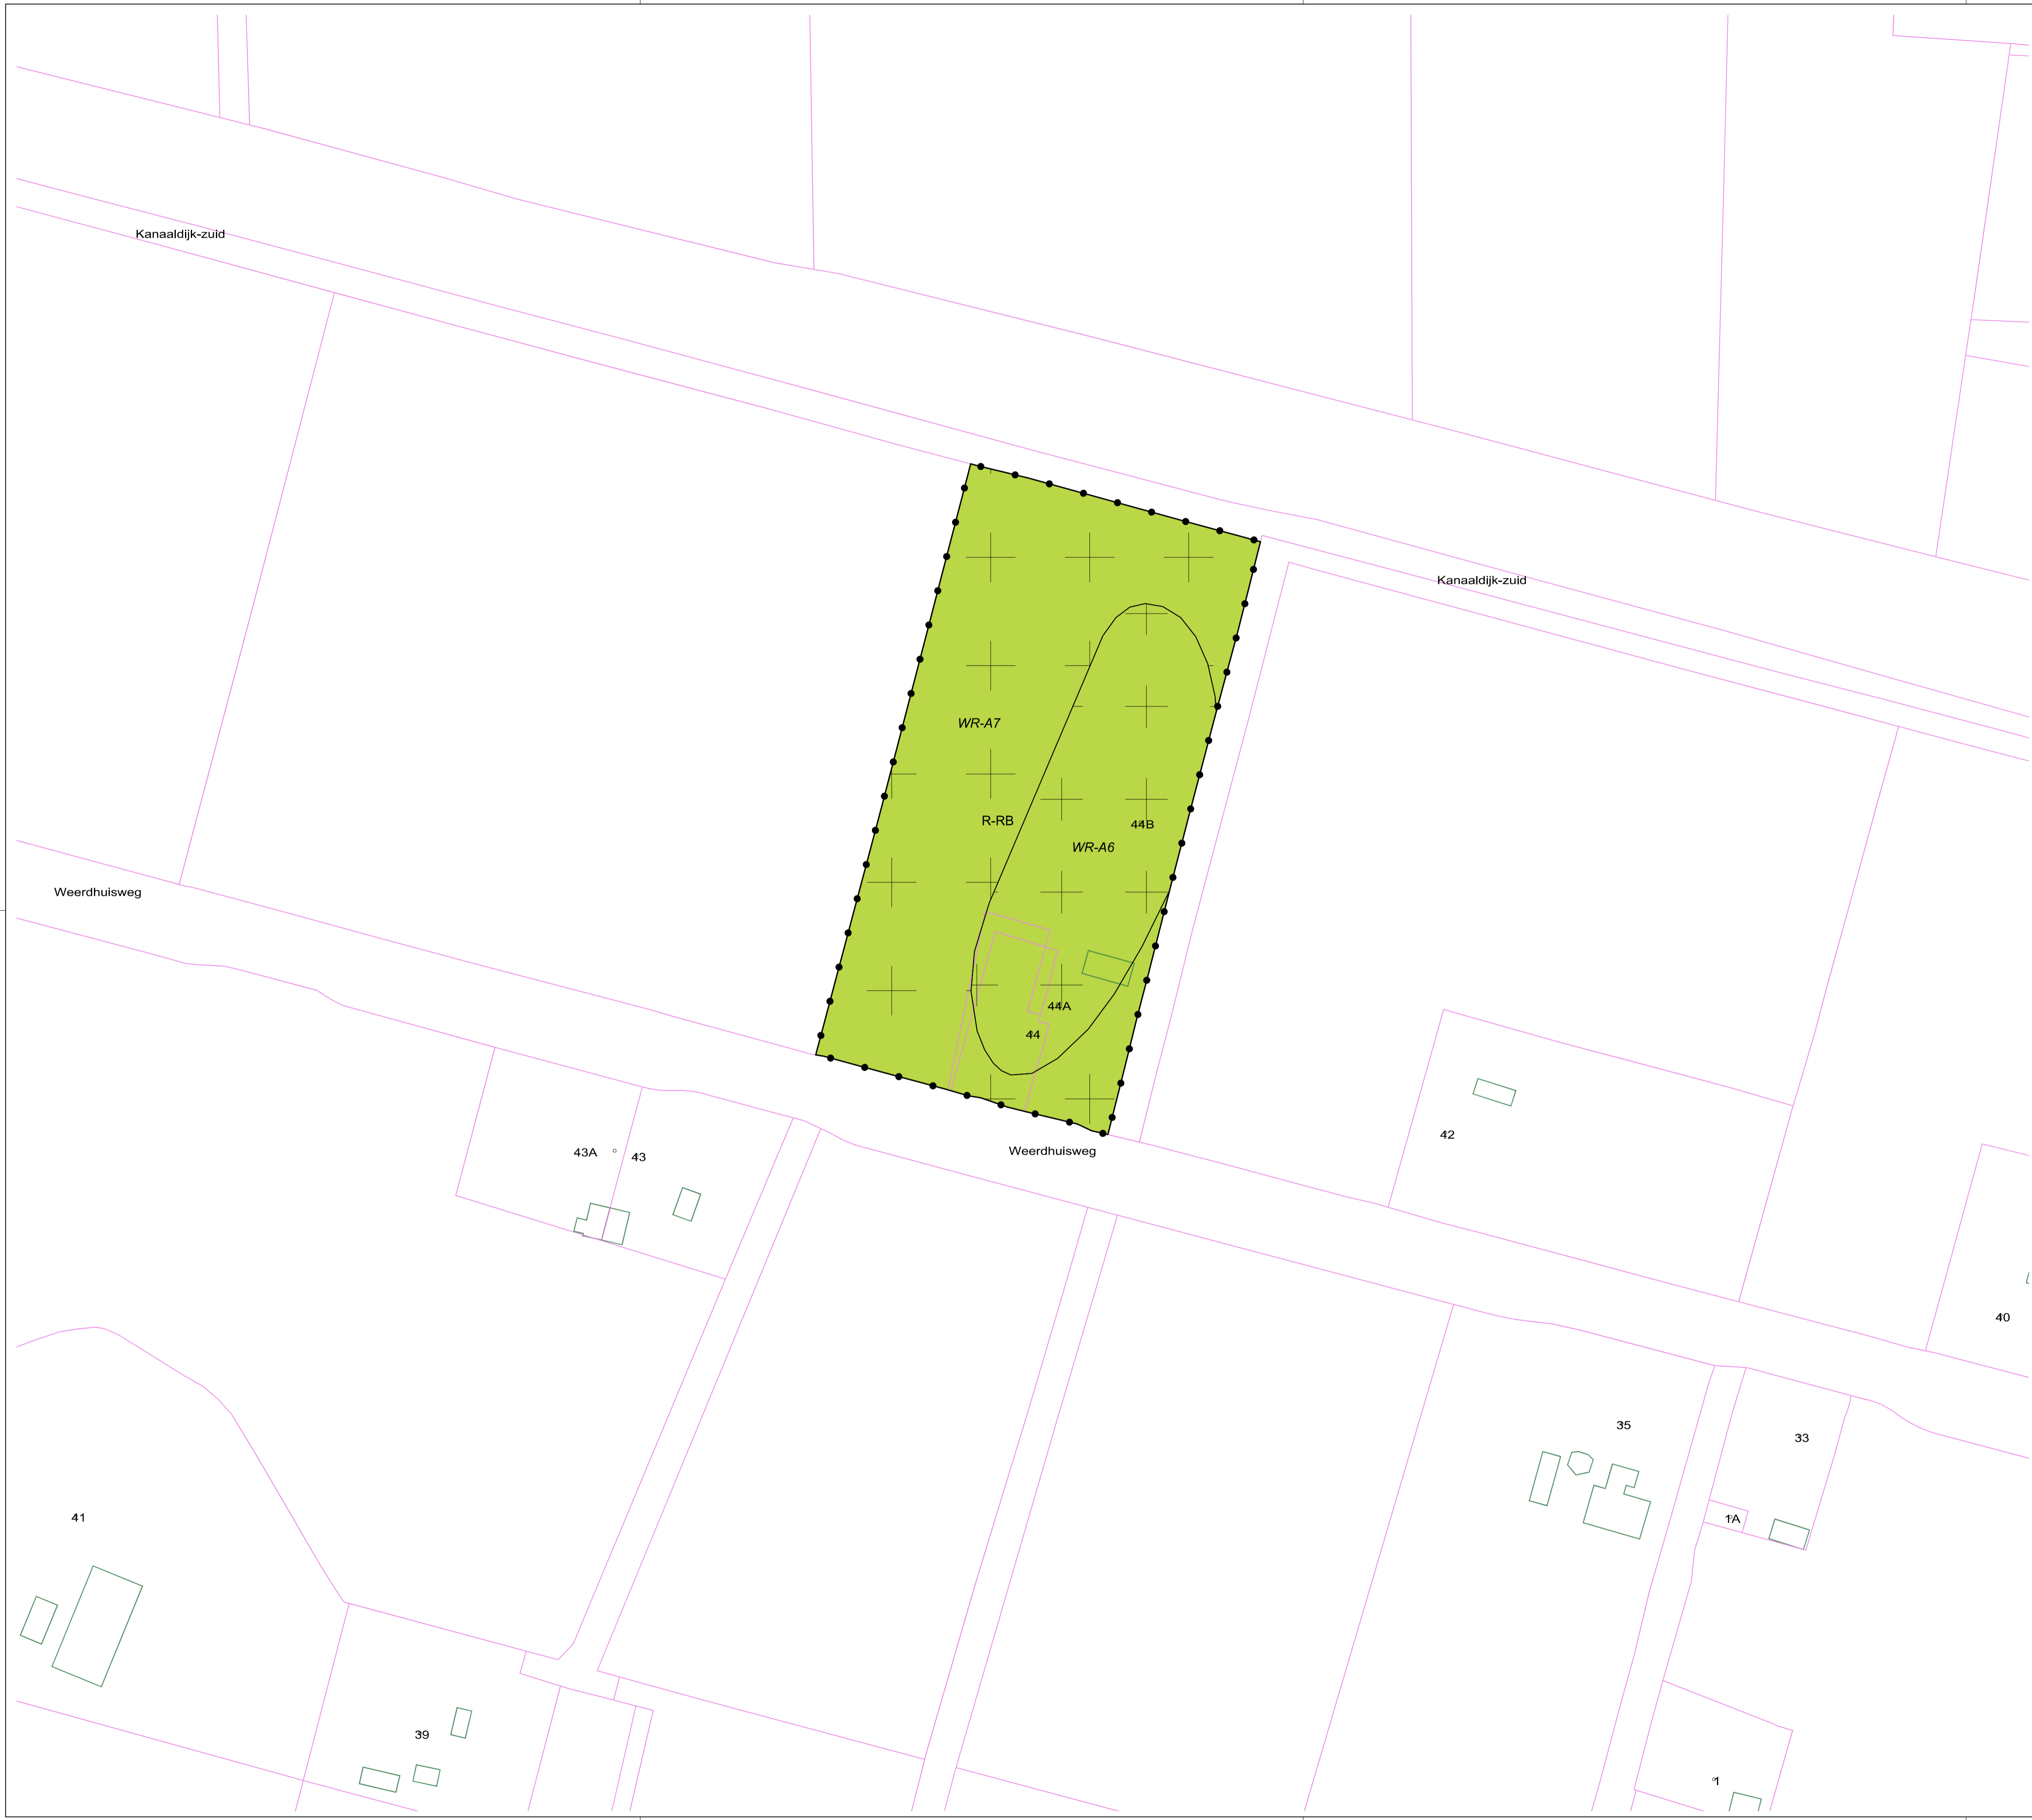 Kanaaldijk-zuid
Kanaaldijk-zuid
WR-A7
R-RB
44B
WR-A6
Weerdhuisweg
44A
44
42
Weerdhuisweg
43A
43
40
35
33
41
1A
39
1